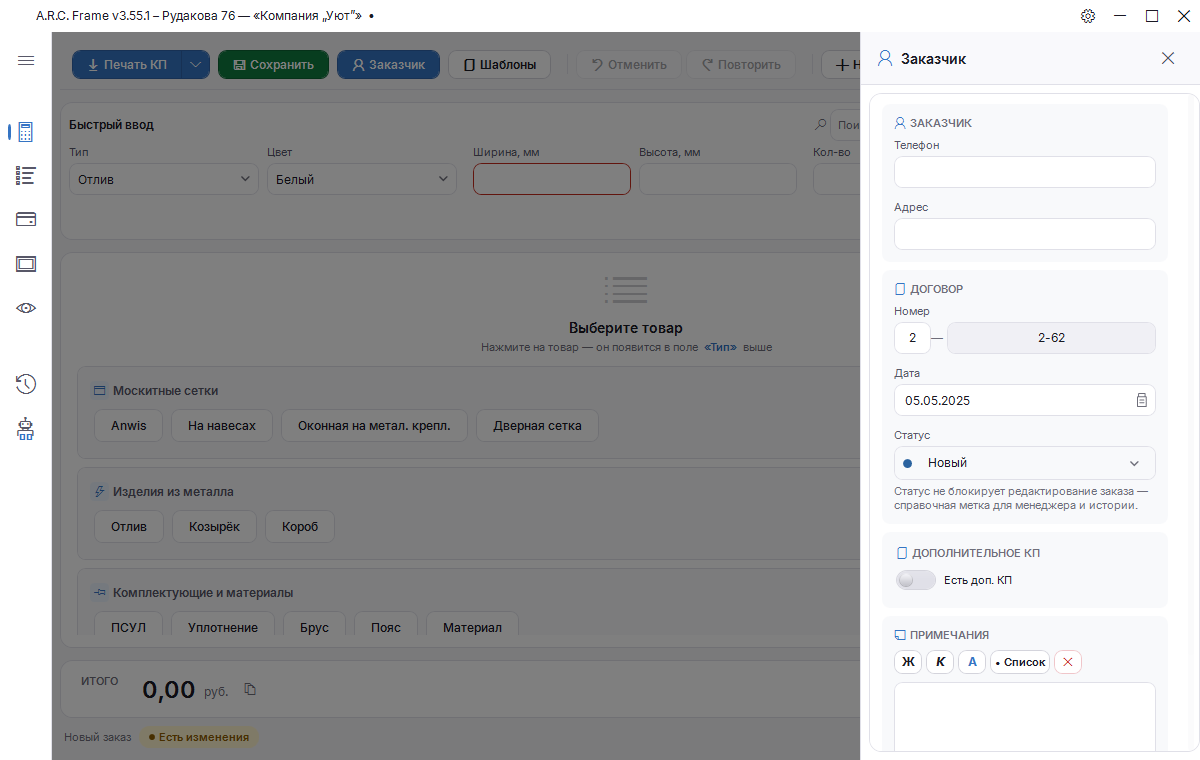 A.R.C. Frame v3.55.1 – Рудакова 76 — «Компания „Уют"» •
Печать КП
Сохранить
Заказчик
Шаблоны
Отменить
Повторить
Быстрый ввод
Тип
Цвет
Ширина, мм
Высота, мм
Кол-во
Отлив
Белый
Выберите товар
Нажмите на товар — он появится в поле «Тип» выше
Москитные сетки
Anwis
На навесах
Оконная на метал. крепл.
Дверная сетка
Изделия из металла
Отлив
Козырёк
Короб
Комплектующие и материалы
ПСУЛ
Уплотнение
Брус
Пояс
Материал
ИТОГО
0,00 руб.
Новый заказ
• Есть изменения
Заказчик
ЗАКАЗЧИК
Телефон
Адрес
ДОГОВОР
Номер
2 — 2-62
Дата
05.05.2025
Статус
Новый
Статус не блокирует редактирование заказа —
справочная метка для менеджера и истории.
ДОПОЛНИТЕЛЬНОЕ КП
Есть доп. КП
ПРИМЕЧАНИЯ
Ж
К
А
• Список